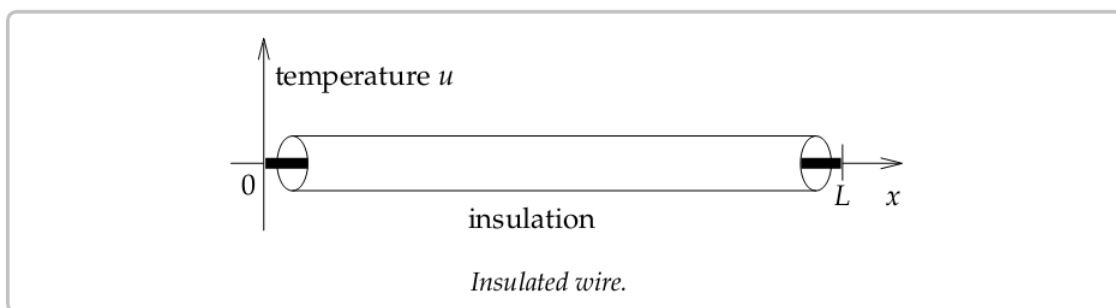 temperature u
0
L
x
insulation
Insulated wire.